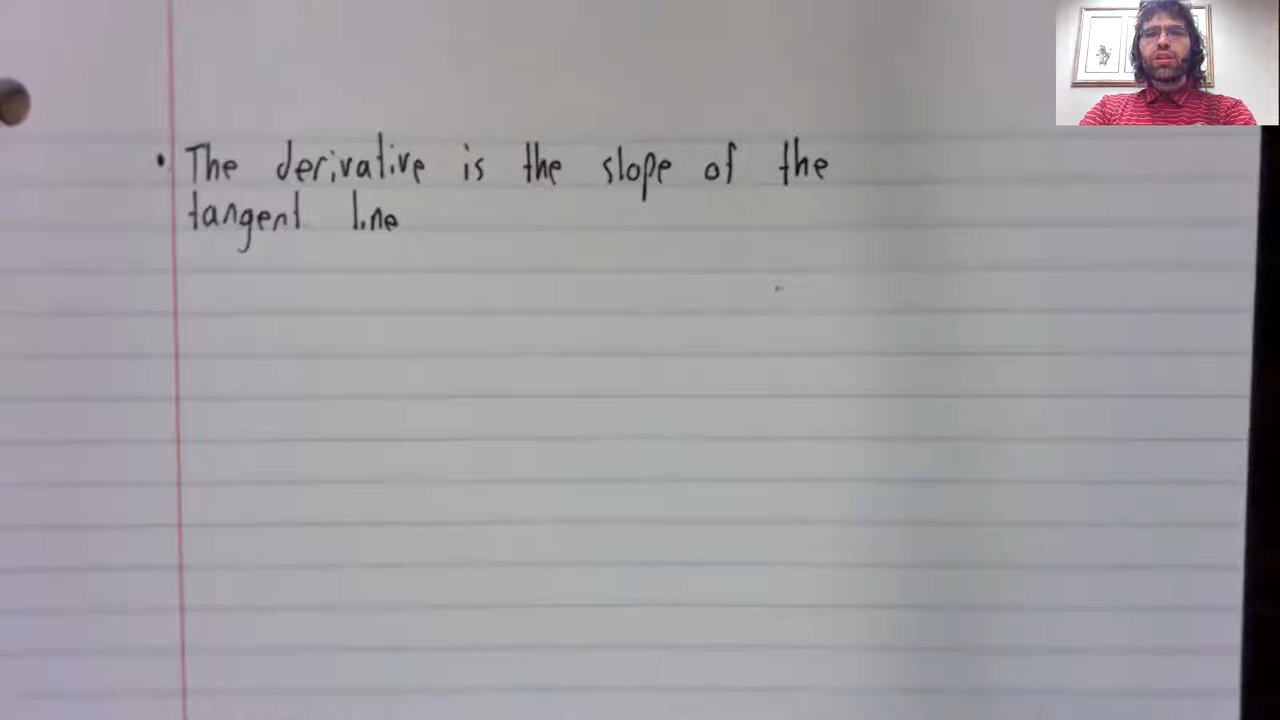 • The derivative is the slope of the
tangent line